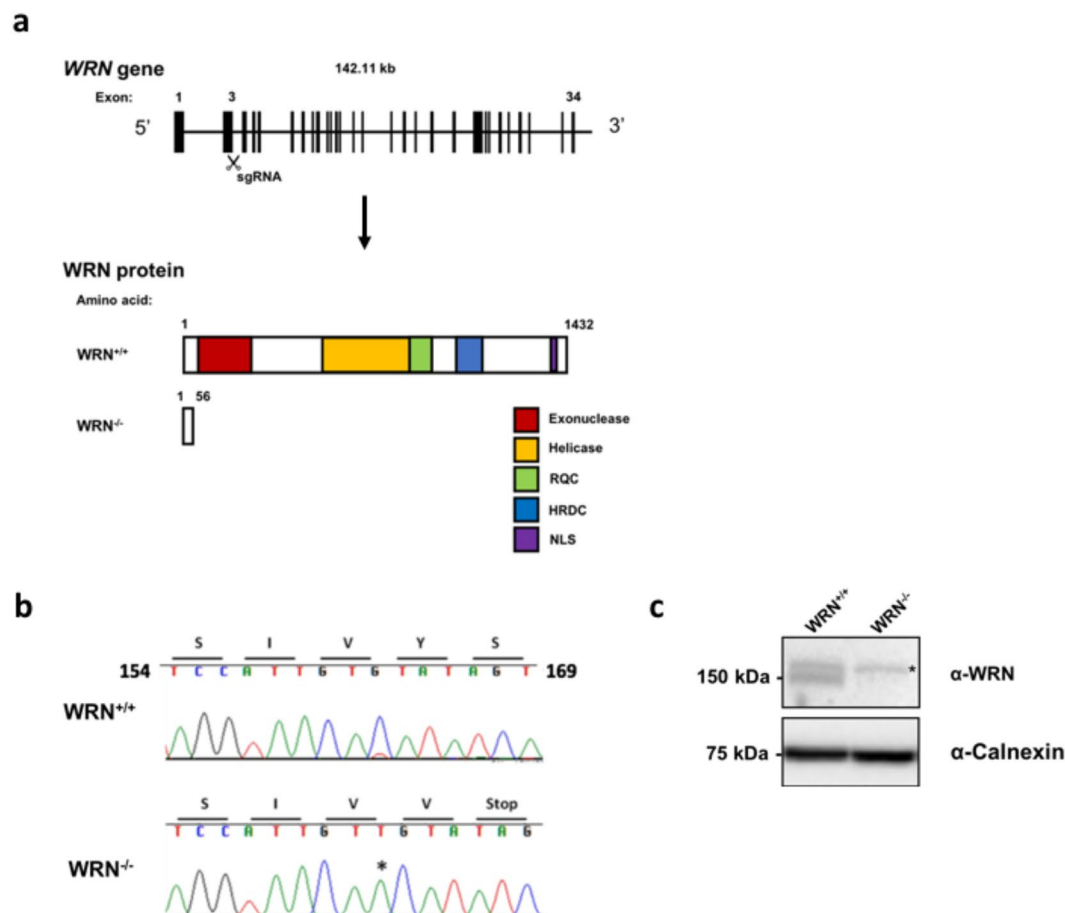 a
WRN gene
142.11 kb
Exon: 1 3 34
5’ 3’
sgRNA
WRN protein
Amino acid:
1 1432
WRN+/+
1 56
WRN-/-
Exonuclease
Helicase
RQC
HRDC
NLS
b
S I V Y S
154 T C C A T T G T G T A T A G T 169
WRN+/+
S I V V Stop
T C C A T T G T T G T A T A G
*
WRN-/-
c
WRN+/+ WRN-/-
150 kDa * α-WRN
75 kDa α-Calnexin